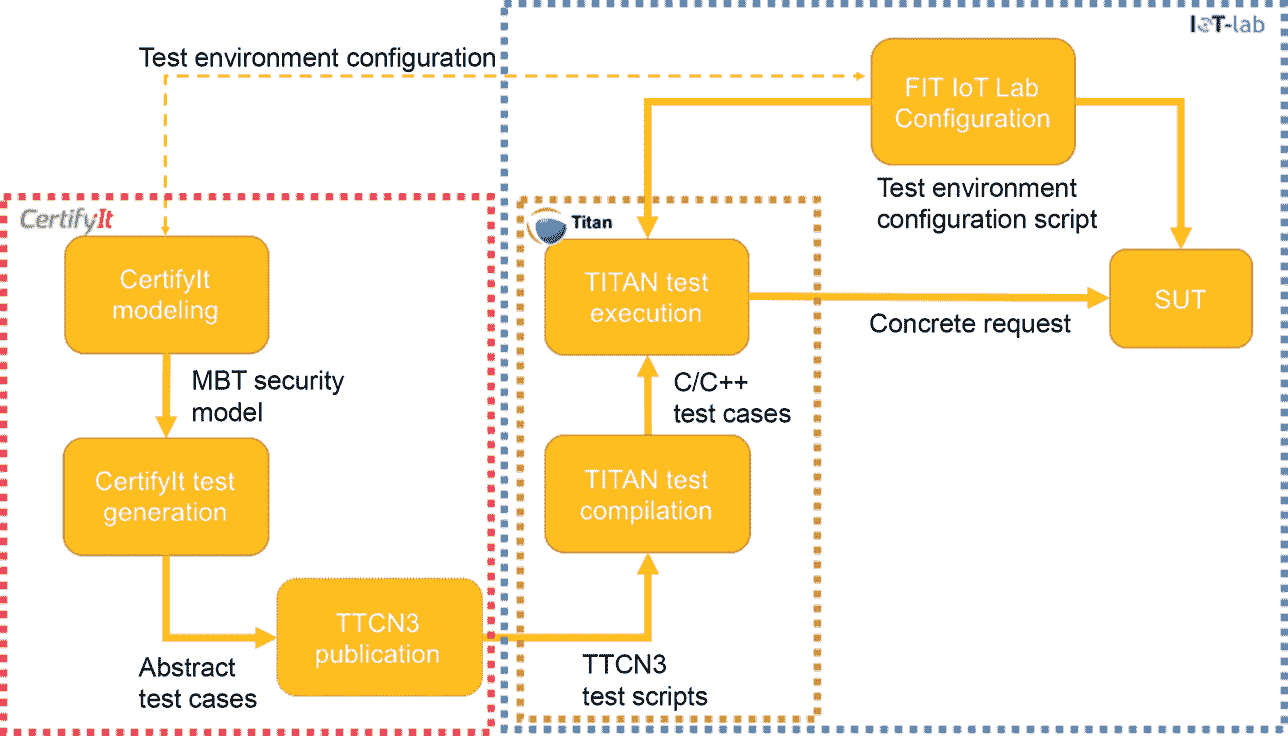 IoT-lab
Test environment configuration
FIT IoT Lab
Configuration
Test environment
configuration script
CertifyIt
Titan
CertifyIt
modeling
TITAN test
execution
SUT
Concrete request
MBT security
model
C/C++
test cases
CertifyIt test
generation
TITAN test
compilation
TTCN3
publication
Abstract
test cases
TTCN3
test scripts